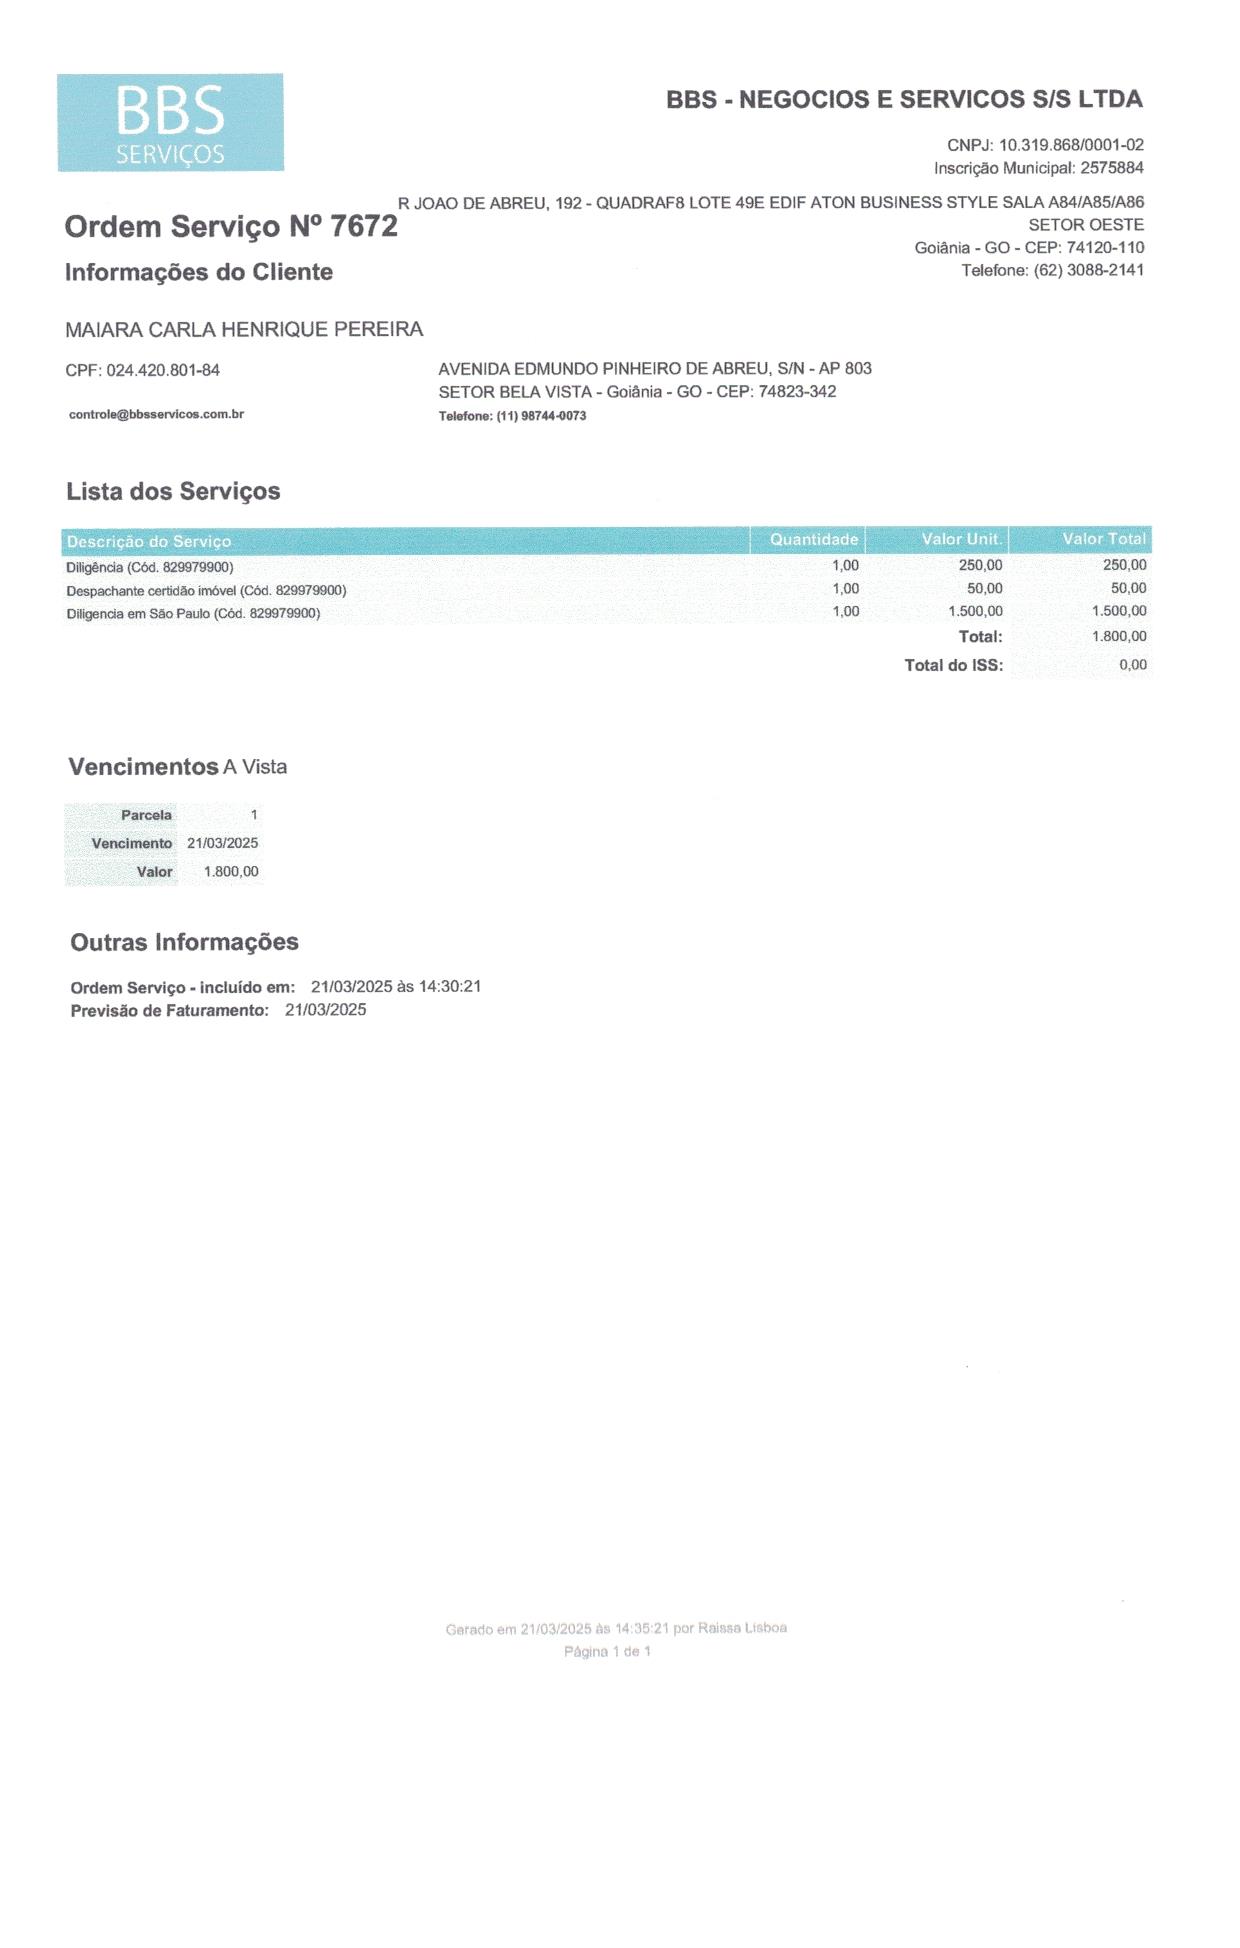 BBS
SERVIÇOS
BBS - NEGOCIOS E SERVICOS S/S LTDA
CNPJ: 10.319.868/0001-02
Inscrição Municipal: 2575884
R JOAO DE ABREU, 192 - QUADRAF8 LOTE 49E EDIF ATON BUSINESS STYLE SALA A84/A85/A86
SETOR OESTE
Goiânia - GO - CEP: 74120-110
Telefone: (62) 3088-2141
Ordem Serviço Nº 7672
Informações do Cliente
MAIARA CARLA HENRIQUE PEREIRA
CPF: 024.420.801-84
AVENIDA EDMUNDO PINHEIRO DE ABREU, S/N - AP 803
SETOR BELA VISTA - Goiânia - GO - CEP: 74823-342
controle@bbsservicos.com.br
Telefone: (11) 98744-0073
Lista dos Serviços
Descrição do Serviço Quantidade Valor Unit. Valor Total
Diligência (Cód. 829979900) 1,00 250,00 250,00
Despachante certidão imóvel (Cód. 829979900) 1,00 50,00 50,00
Diligencia em São Paulo (Cód. 829979900) 1,00 1.500,00 1.500,00
Total: 1.800,00
Total do ISS: 0,00
Vencimentos A Vista
Parcela 1
Vencimento 21/03/2025
Valor 1.800,00
Outras Informações
Ordem Serviço - incluído em: 21/03/2025 às 14:30:21
Previsão de Faturamento: 21/03/2025
Gerado em 21/03/2025 às 14:35:21 por Raissa Lisboa
Página 1 de 1